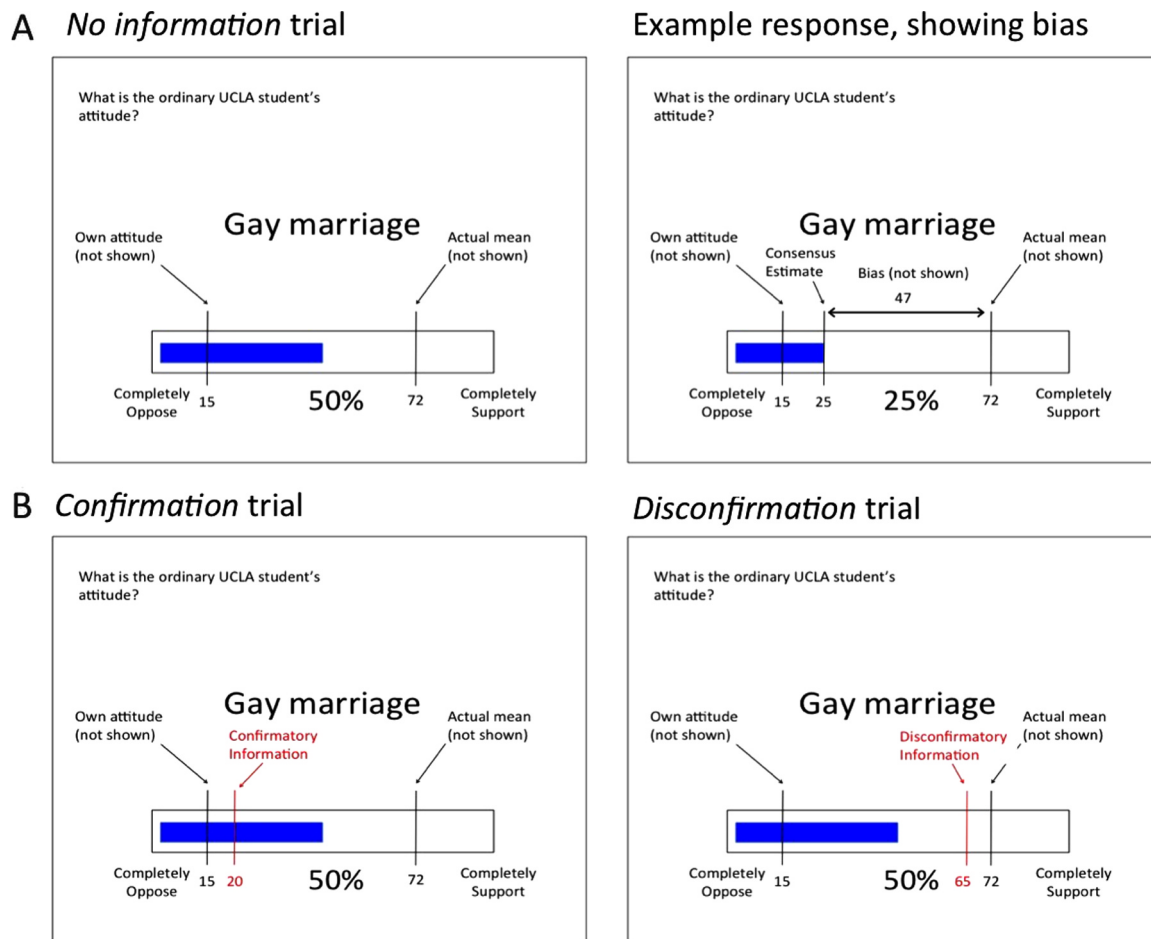 A
No information trial
Example response, showing bias
What is the ordinary UCLA student's
attitude?
Gay marriage
Own attitude
(not shown)
Actual mean
(not shown)
Completely
Oppose
15
50%
72
Completely
Support
What is the ordinary UCLA student's
attitude?
Gay marriage
Own attitude
(not shown)
Consensus
Estimate
Bias (not shown)
47
Actual mean
(not shown)
Completely
Oppose
15
25
25%
72
Completely
Support
B
Confirmation trial
Disconfirmation trial
What is the ordinary UCLA student's
attitude?
Gay marriage
Own attitude
(not shown)
Confirmatory
Information
Actual mean
(not shown)
Completely
Oppose
15
20
50%
72
Completely
Support
What is the ordinary UCLA student's
attitude?
Gay marriage
Own attitude
(not shown)
Disconfirmatory
Information
Actual mean
(not shown)
Completely
Oppose
15
50%
65
72
Completely
Support